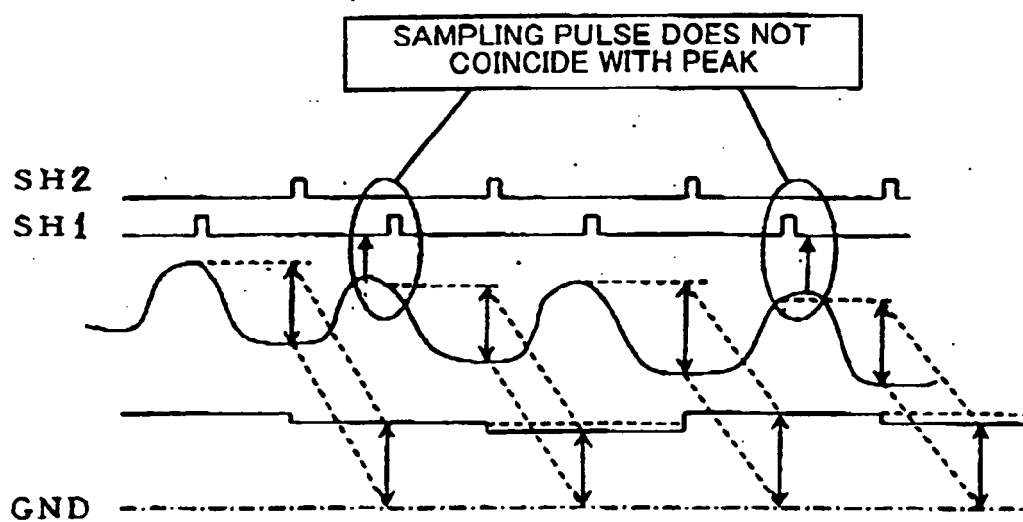 SAMPLING PULSE DOES NOT
COINCIDE WITH PEAK
SH2
SH1
GND